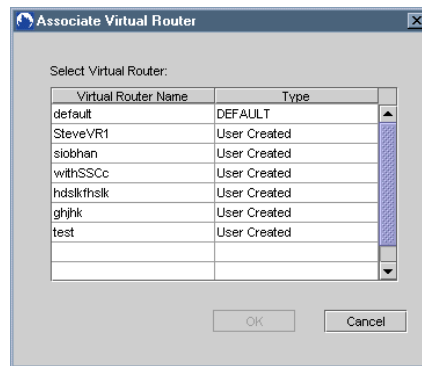 Associate Virtual Router
Select Virtual Router:
Virtual Router Name Type
default DEFAULT
SteveVR1 User Created
siobhan User Created
withSSCc User Created
hdslkfhslk User Created
ghjhk User Created
test User Created
OK Cancel